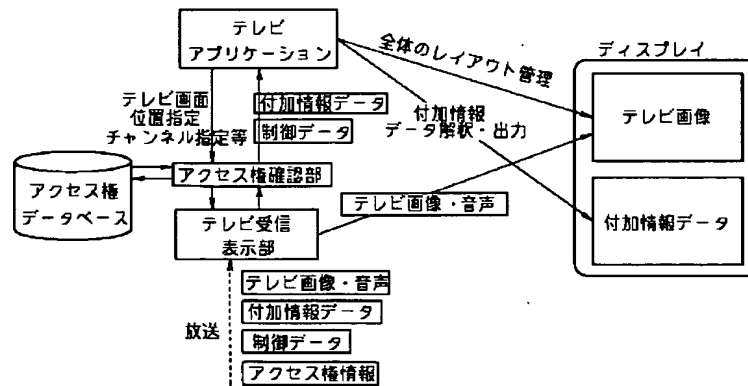 テレビ
アプリケーション
全体のレイアウト管理
ディスプレイ
テレビ画像
テレビ画面
位置指定
チャンネル指定等
付加情報データ
制御データ
付加情報
データ解釈・出力
アクセス権
データベース
アクセス権確認部
テレビ受信
表示部
テレビ画像・音声
付加情報データ
放送
テレビ画像・音声
付加情報データ
制御データ
アクセス権情報